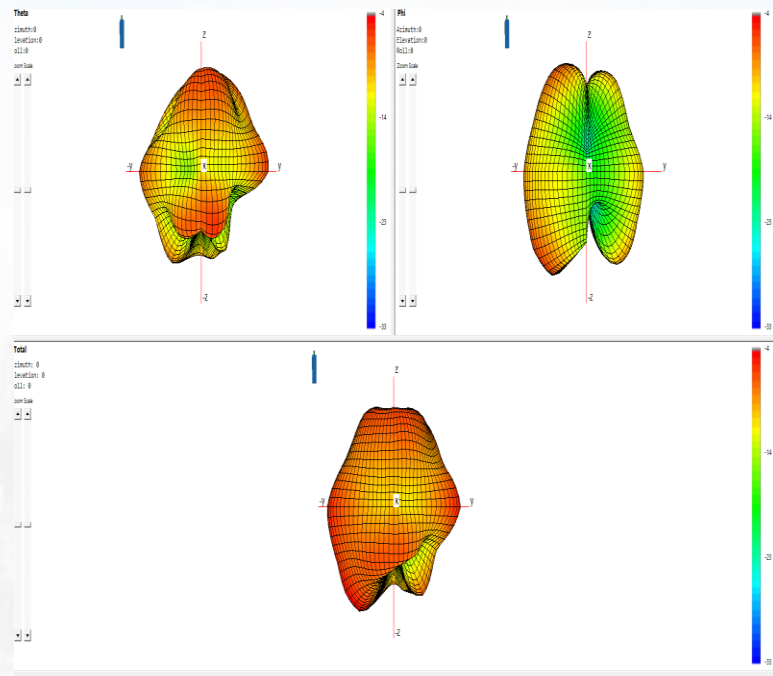 Theta
azimuth:0
levation:0
oll:0
oom Scale
Z
-Y
X
Y
-Z
-4
-14
-23
-33
Phi
Azimuth:0
Elevation:0
Roll:0
Zoom Scale
Z
-Y
X
Y
-Z
-4
-14
-23
-33
Total
zimuth: 0
levation: 0
oll: 0
oom Scale
Z
-Y
X
Y
-Z
-4
-14
-23
-33